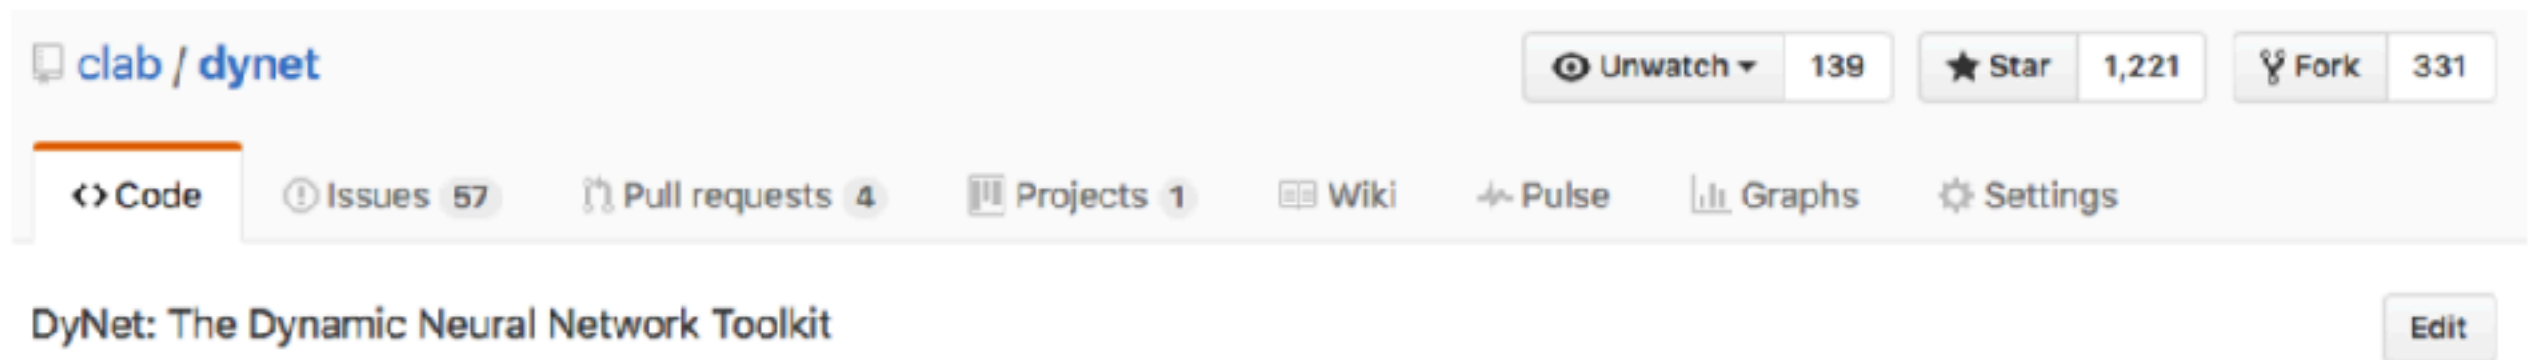 clab / dynet Unwatch 139 Star 1,221 Fork 331
<> Code Issues 57 Pull requests 4 Projects 1 Wiki Pulse Graphs Settings
DyNet: The Dynamic Neural Network Toolkit Edit